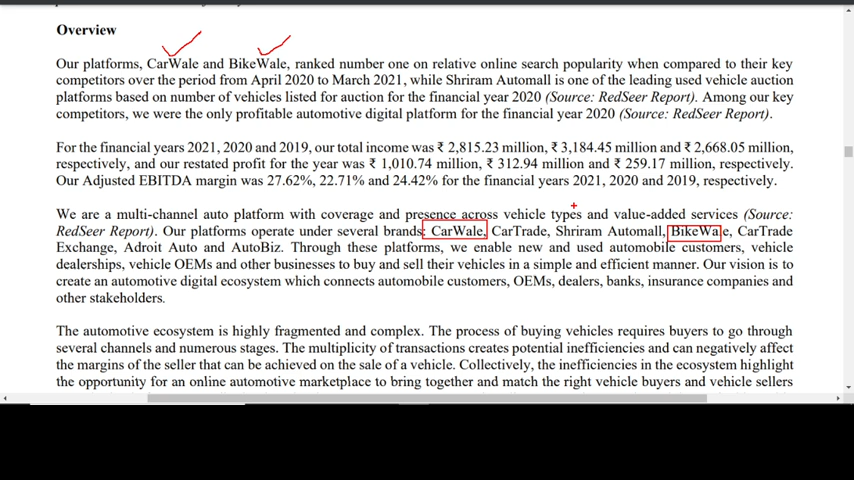 Overview
Our platforms, CarWale and BikeWale, ranked number one on relative online search popularity when compared to their key
competitors over the period from April 2020 to March 2021, while Shriram Automall is one of the leading used vehicle auction
platforms based on number of vehicles listed for auction for the financial year 2020 (Source: RedSeer Report). Among our key
competitors, we were the only profitable automotive digital platform for the financial year 2020 (Source: RedSeer Report).
For the financial years 2021, 2020 and 2019, our total income was ₹ 2,815.23 million, ₹ 3,184.45 million and ₹ 2,668.05 million,
respectively, and our restated profit for the year was ₹ 1,010.74 million, ₹ 312.94 million and ₹ 259.17 million, respectively.
Our Adjusted EBITDA margin was 27.62%, 22.71% and 24.42% for the financial years 2021, 2020 and 2019, respectively.
We are a multi-channel auto platform with coverage and presence across vehicle types and value-added services (Source:
RedSeer Report). Our platforms operate under several brands: CarWale, CarTrade, Shriram Automall, BikeWale, CarTrade
Exchange, Adroit Auto and AutoBiz. Through these platforms, we enable new and used automobile customers, vehicle
dealerships, vehicle OEMs and other businesses to buy and sell their vehicles in a simple and efficient manner. Our vision is to
create an automotive digital ecosystem which connects automobile customers, OEMs, dealers, banks, insurance companies and
other stakeholders.
The automotive ecosystem is highly fragmented and complex. The process of buying vehicles requires buyers to go through
several channels and numerous stages. The multiplicity of transactions creates potential inefficiencies and can negatively affect
the margins of the seller that can be achieved on the sale of a vehicle. Collectively, the inefficiencies in the ecosystem highlight
the opportunity for an online automotive marketplace to bring together and match the right vehicle buyers and vehicle sellers